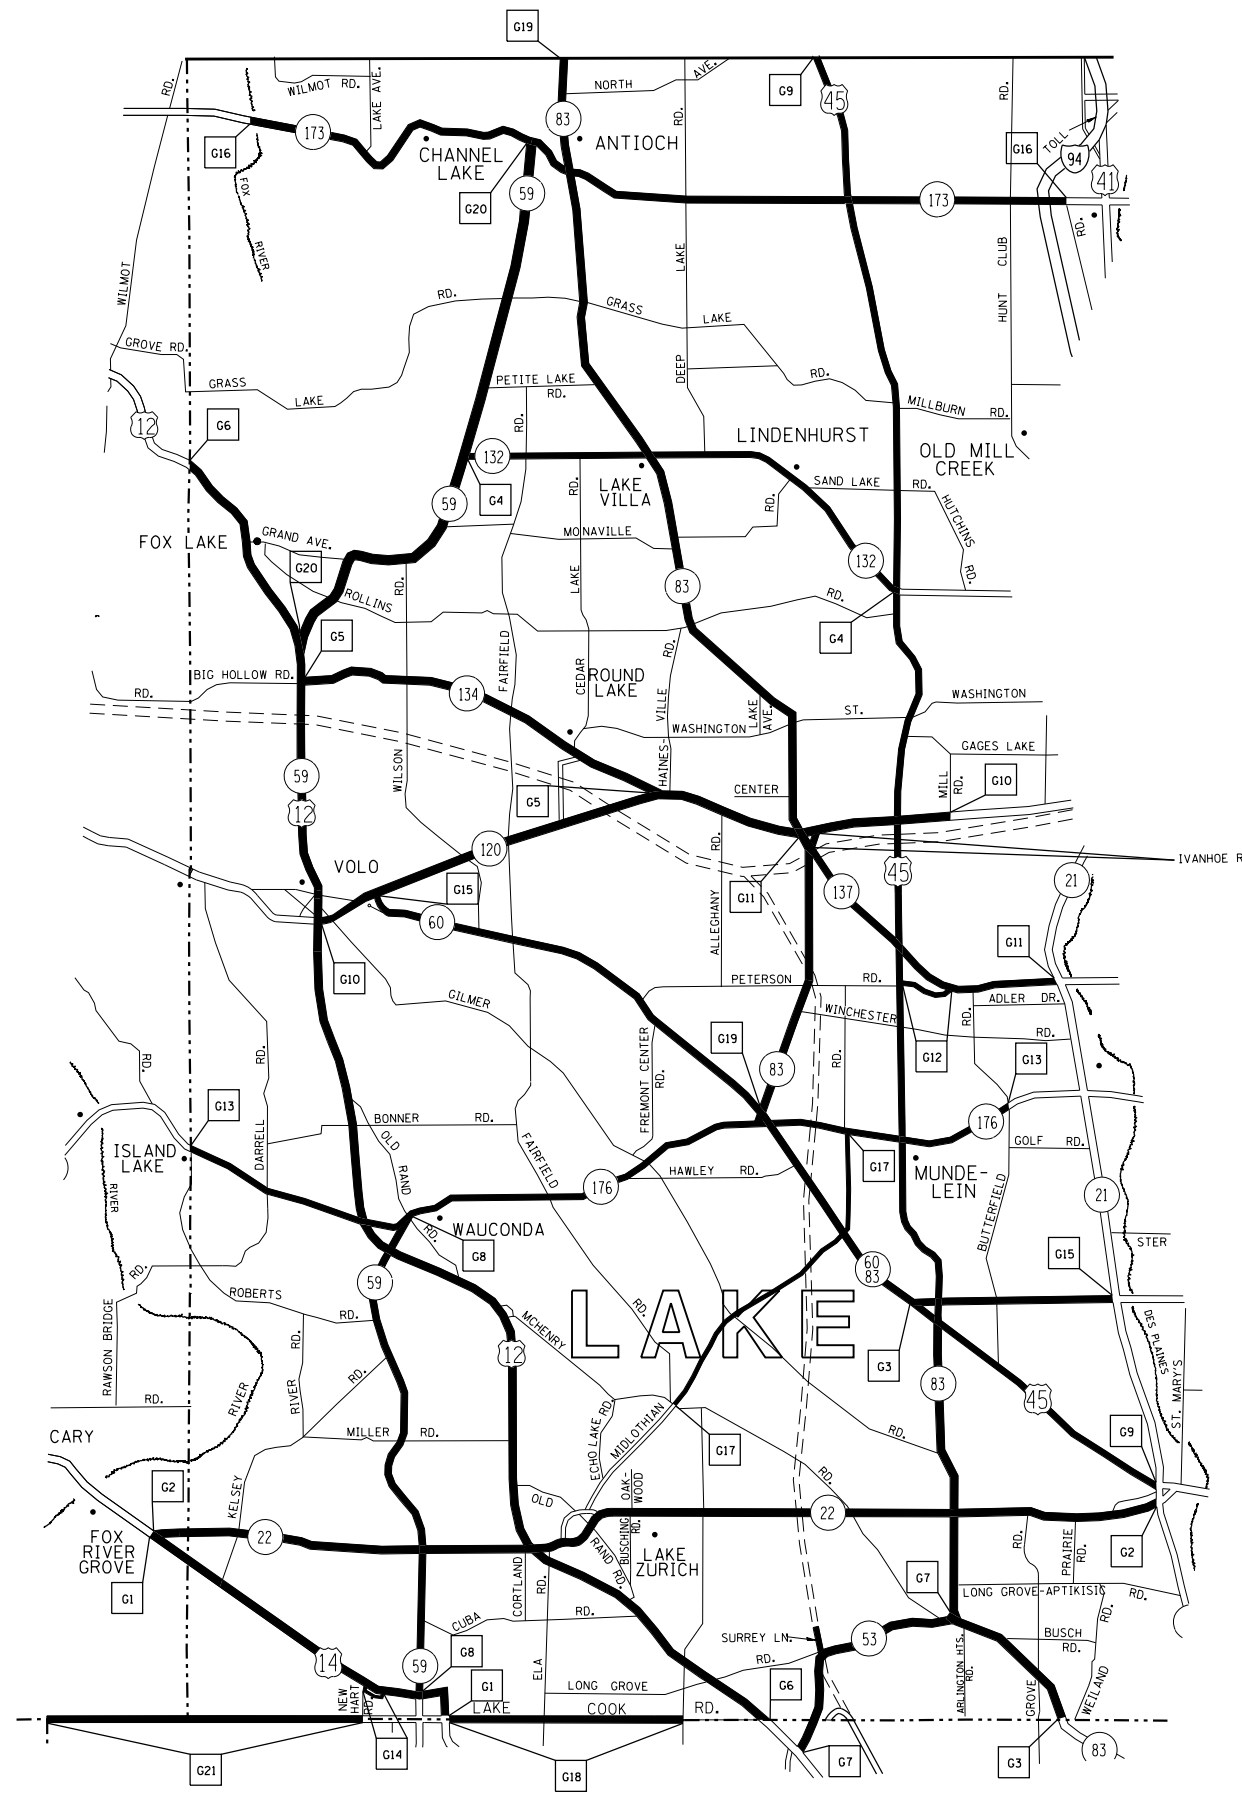 G19
RD.
WILMOT RD.
LAKE AVE.
NORTH
AVE.
G9
45
RD.
RD.
TOLL
94
G16
173
G16
83
ANTIOCH
CHANNEL
LAKE
G20
59
FOX
RIVER
41
173
RD.
WILMOT
LAKE
HUNT CLUB
RD.
GRASS
LAKE
GROVE RD.
GRASS
LAKE
PETITE LAKE
RD.
DEEP
RD.
MILLBURN RD.
12
G6
RD.
LINDENHURST
OLD MILL
CREEK
132
G4
59
RD.
LAKE
VILLA
RD.
SAND LAKE RD.
HUTCHINS
RD.
FOX LAKE
GRAND AVE.
G20
MONAVILLE
132
ROLLINS
RD.
LAKE
83
RD.
G4
G5
BIG HOLLOW RD.
RD.
134
FAIRFIELD
CEDAR
ROUND
LAKE
RD.
HAINES-VILLE
WASHINGTON
LAKE
AVE.
ST.
WASHINGTON
GAGES LAKE
59
12
WILSON
G5
CENTER
MILL
RD.
G10
VOLO
120
RD.
ALLEGHANY
G11
137
45
21
G15
60
G10
G11
PETERSON
RD.
GILMER
WINCHESTER
ADLER DR.
RD.
RD.
RD.
FREMONT CENTER
RD.
G19
83
RD.
G12
G13
RD.
DARRELL
G13
ISLAND
LAKE
BONNER RD.
OLD
RAND
RD.
FAIRFIELD
176
GOLF RD.
HAWLEY RD.
G17
176
MUNDE-
LEIN
BUTTERFIELD
21
RIVER
WAUCONDA
G8
STER
RD.
59
60
83
G15
ROBERTS
RD.
RAWSON BRIDGE
LAKE
RD.
MCHENRY
12
G3
83
45
DES PLAINES
ST. MARY'S
RIVER
RD.
RIVER
RD.
RD.
CARY
MILLER RD.
ECHO LAKE RD.
MIDLOTHIAN
G17
RD.
RD.
G9
G2
KELSEY
OLD
OAK-
WOOD
BUSCHING
RD.
22
22
FOX
RIVER
GROVE
RAND RD.
LAKE
ZURICH
RD.
PRAIRIE
RD.
G2
G1
CORTLAND
RD.
G7
LONG GROVE-APTIKISIC RD.
CUBA
RD.
RD.
BUSCH
RD.
14
59
G8
SURREY LN.
53
RD.
ELA
G1
LONG GROVE
G6
ARLINGTON HTS.
RD.
GROVE
WEILAND
NEW
HART
RD.
LAKE
COOK
RD.
G14
G21
G18
G7
G3
83